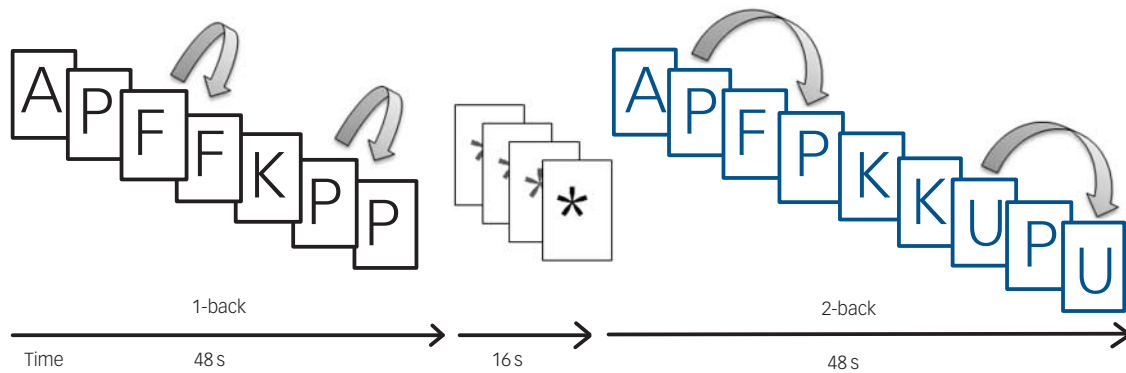 A P F F K P P
* * * *
A P F P K K U P U
1-back
2-back
Time
48 s
16 s
48 s